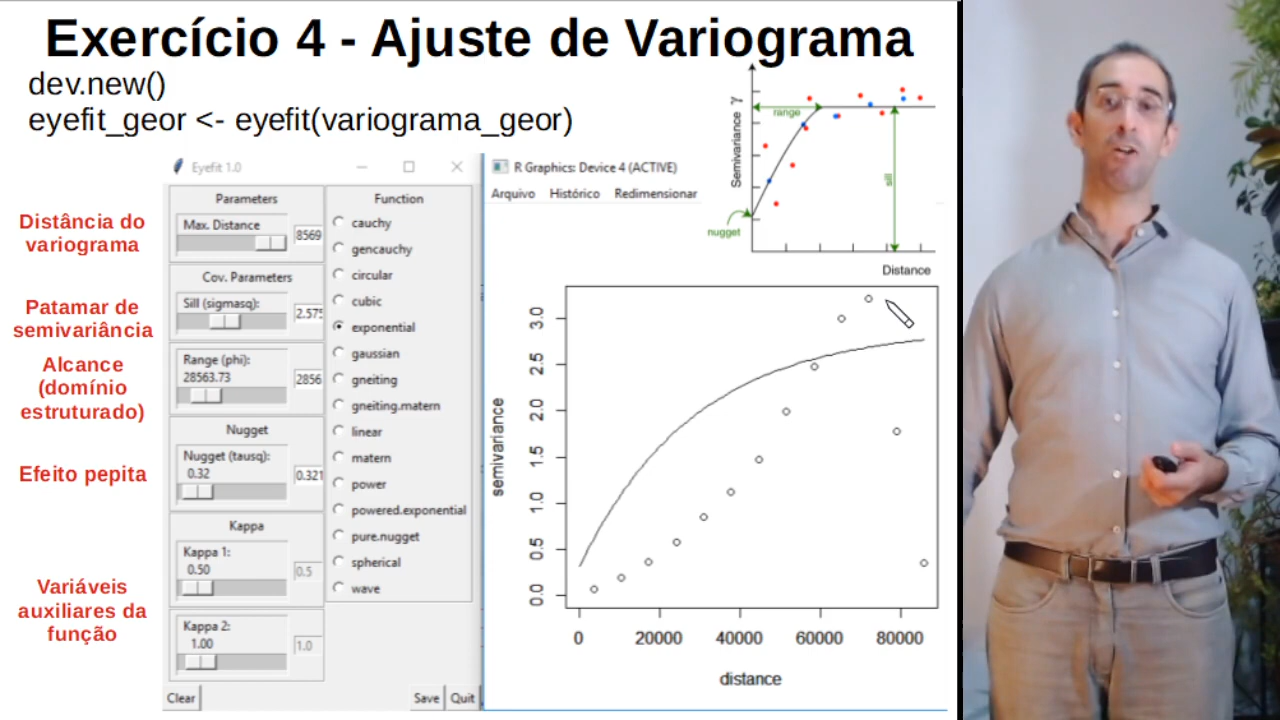 Exercício 4 - Ajuste de Variograma
dev.new()
eyefit_geor <- eyefit(variograma_geor)
Semivariance γ
range
sill
nugget
Distance
Distância do
variograma
Patamar de
semivariância
Alcance
(domínio
estruturado)
Efeito pepita
Variáveis
auxiliares da
função
Eyefit 1.0
Parameters
Max. Distance
8569
Cov. Parameters
Sill (sigmasq):
2.575
Range (phi):
28563.73
2856
Nugget
Nugget (tausq):
0.32
0.321
Kappa
Kappa 1:
0.50
0.5
Kappa 2:
1.00
1.0
Clear
Save
Quit
Function
cauchy
gencauchy
circular
cubic
exponential
gaussian
gneiting
gneiting.matern
linear
matern
power
powered.exponential
pure.nugget
spherical
wave
R Graphics: Device 4 (ACTIVE)
Arquivo Histórico Redimensionar
semivariance
3.0
2.5
2.0
1.5
1.0
0.5
0.0
0 20000 40000 60000 80000
distance